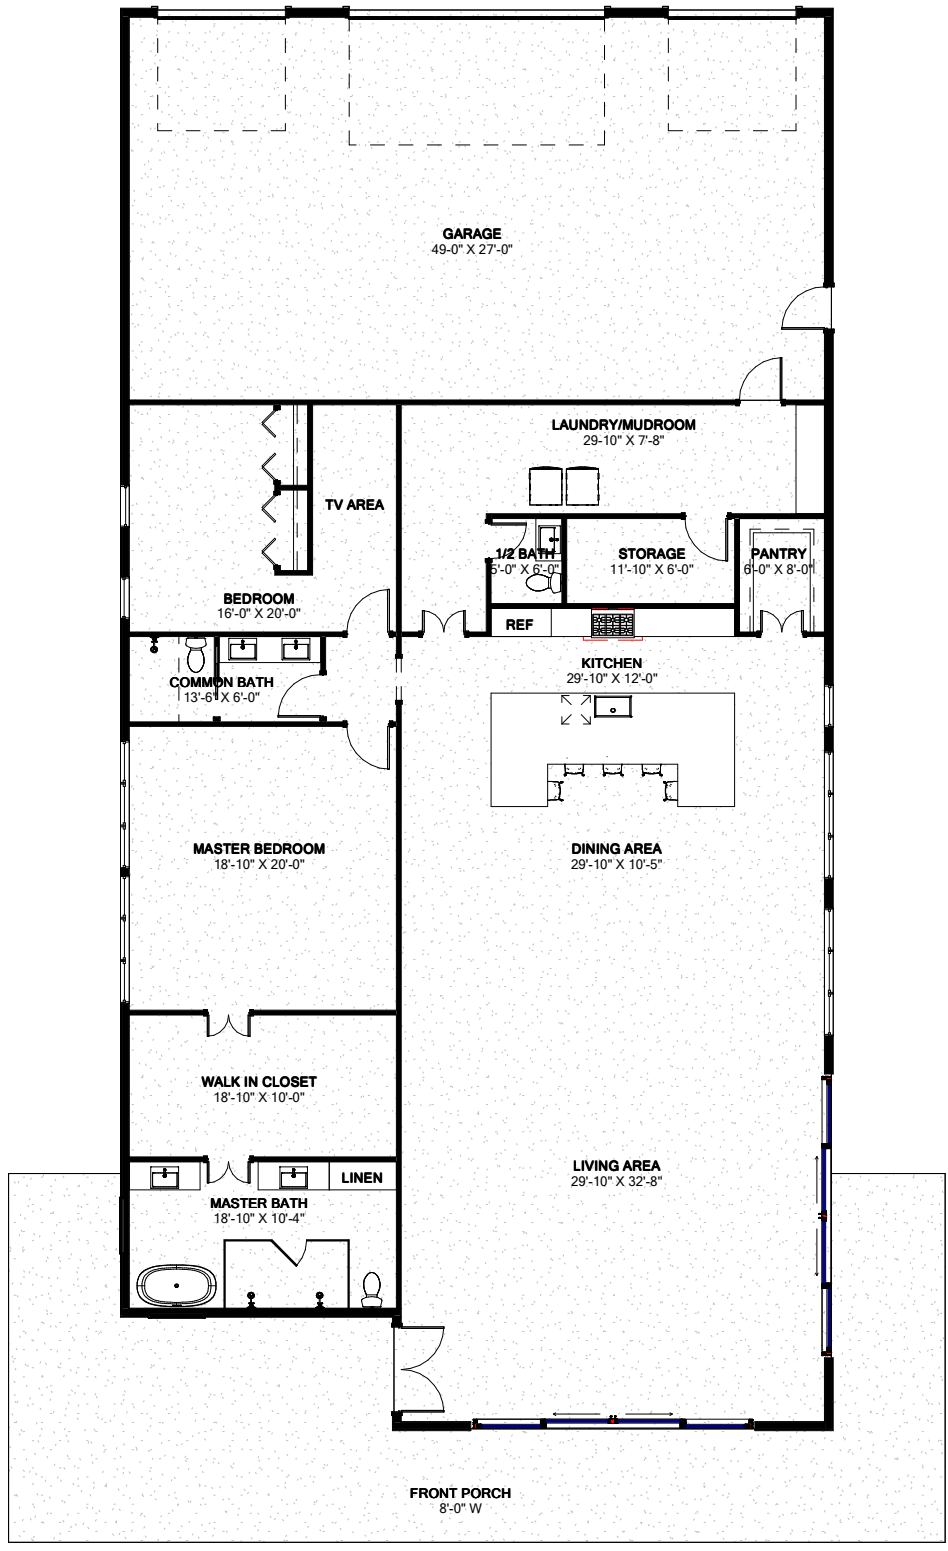 GARAGE
49-0" X 27'-0"
LAUNDRY/MUDROOM
29-10" X 7'-8"
TV AREA
1/2 BATH
5'-0" X 6'-0"
STORAGE
11'-10" X 6'-0"
PANTRY
6'-0" X 8'-0"
BEDROOM
16'-0" X 20'-0"
REF
KITCHEN
29'-10" X 12'-0"
COMMON BATH
13'-6" X 6'-0"
MASTER BEDROOM
18'-10" X 20'-0"
DINING AREA
29'-10" X 10'-5"
WALK IN CLOSET
18'-10" X 10'-0"
LIVING AREA
29'-10" X 32'-8"
LINEN
MASTER BATH
18'-10" X 10'-4"
FRONT PORCH
8'-0" W